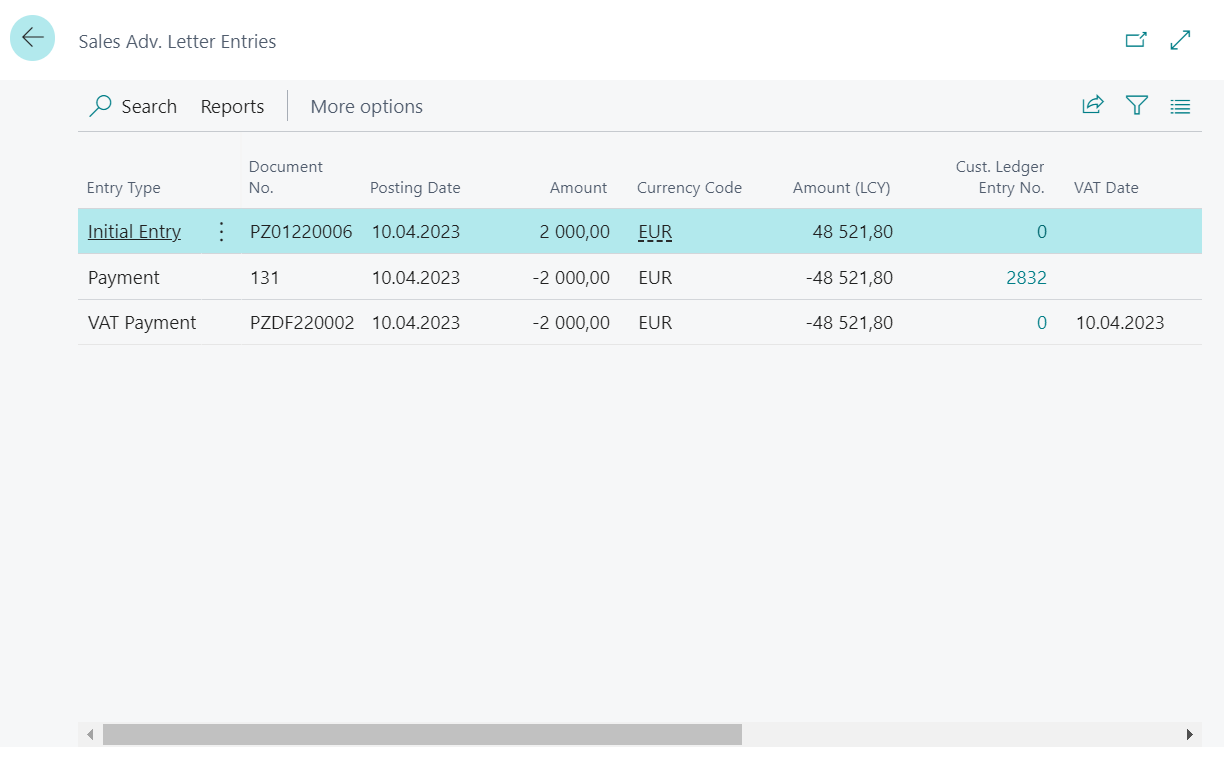 Sales Adv. Letter Entries
Search Reports More options
Document Cust. Ledger
Entry Type No. Posting Date Amount Currency Code Amount (LCY) Entry No. VAT Date
Initial Entry PZ01220006 10.04.2023 2 000,00 EUR 48 521,80 0
Payment 131 10.04.2023 -2 000,00 EUR -48 521,80 2832
VAT Payment PZDF220002 10.04.2023 -2 000,00 EUR -48 521,80 0 10.04.2023